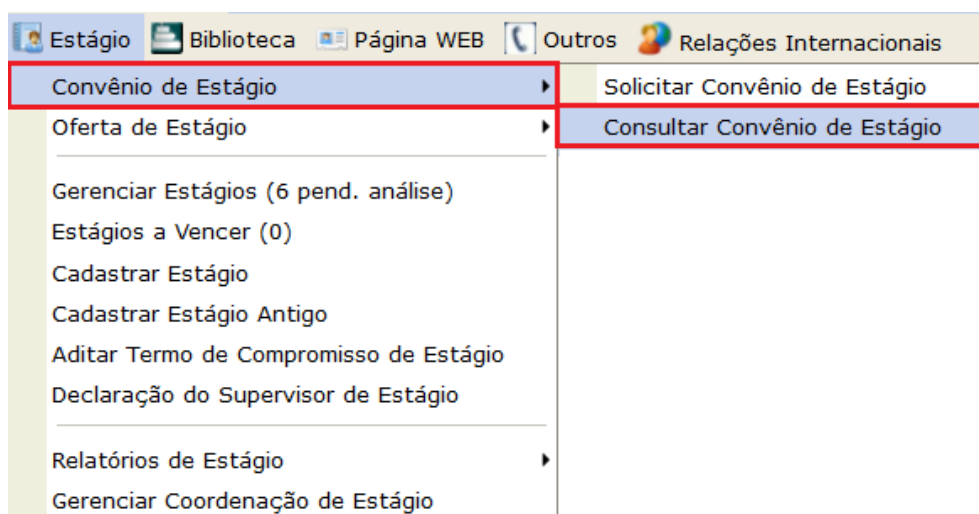 Estágio Biblioteca Página WEB Outros Relações Internacionais
Convênio de Estágio
Solicitar Convênio de Estágio
Oferta de Estágio
Consultar Convênio de Estágio
Gerenciar Estágios (6 pend. análise)
Estágios a Vencer (0)
Cadastrar Estágio
Cadastrar Estágio Antigo
Aditar Termo de Compromisso de Estágio
Declaração do Supervisor de Estágio
Relatórios de Estágio
Gerenciar Coordenação de Estágio